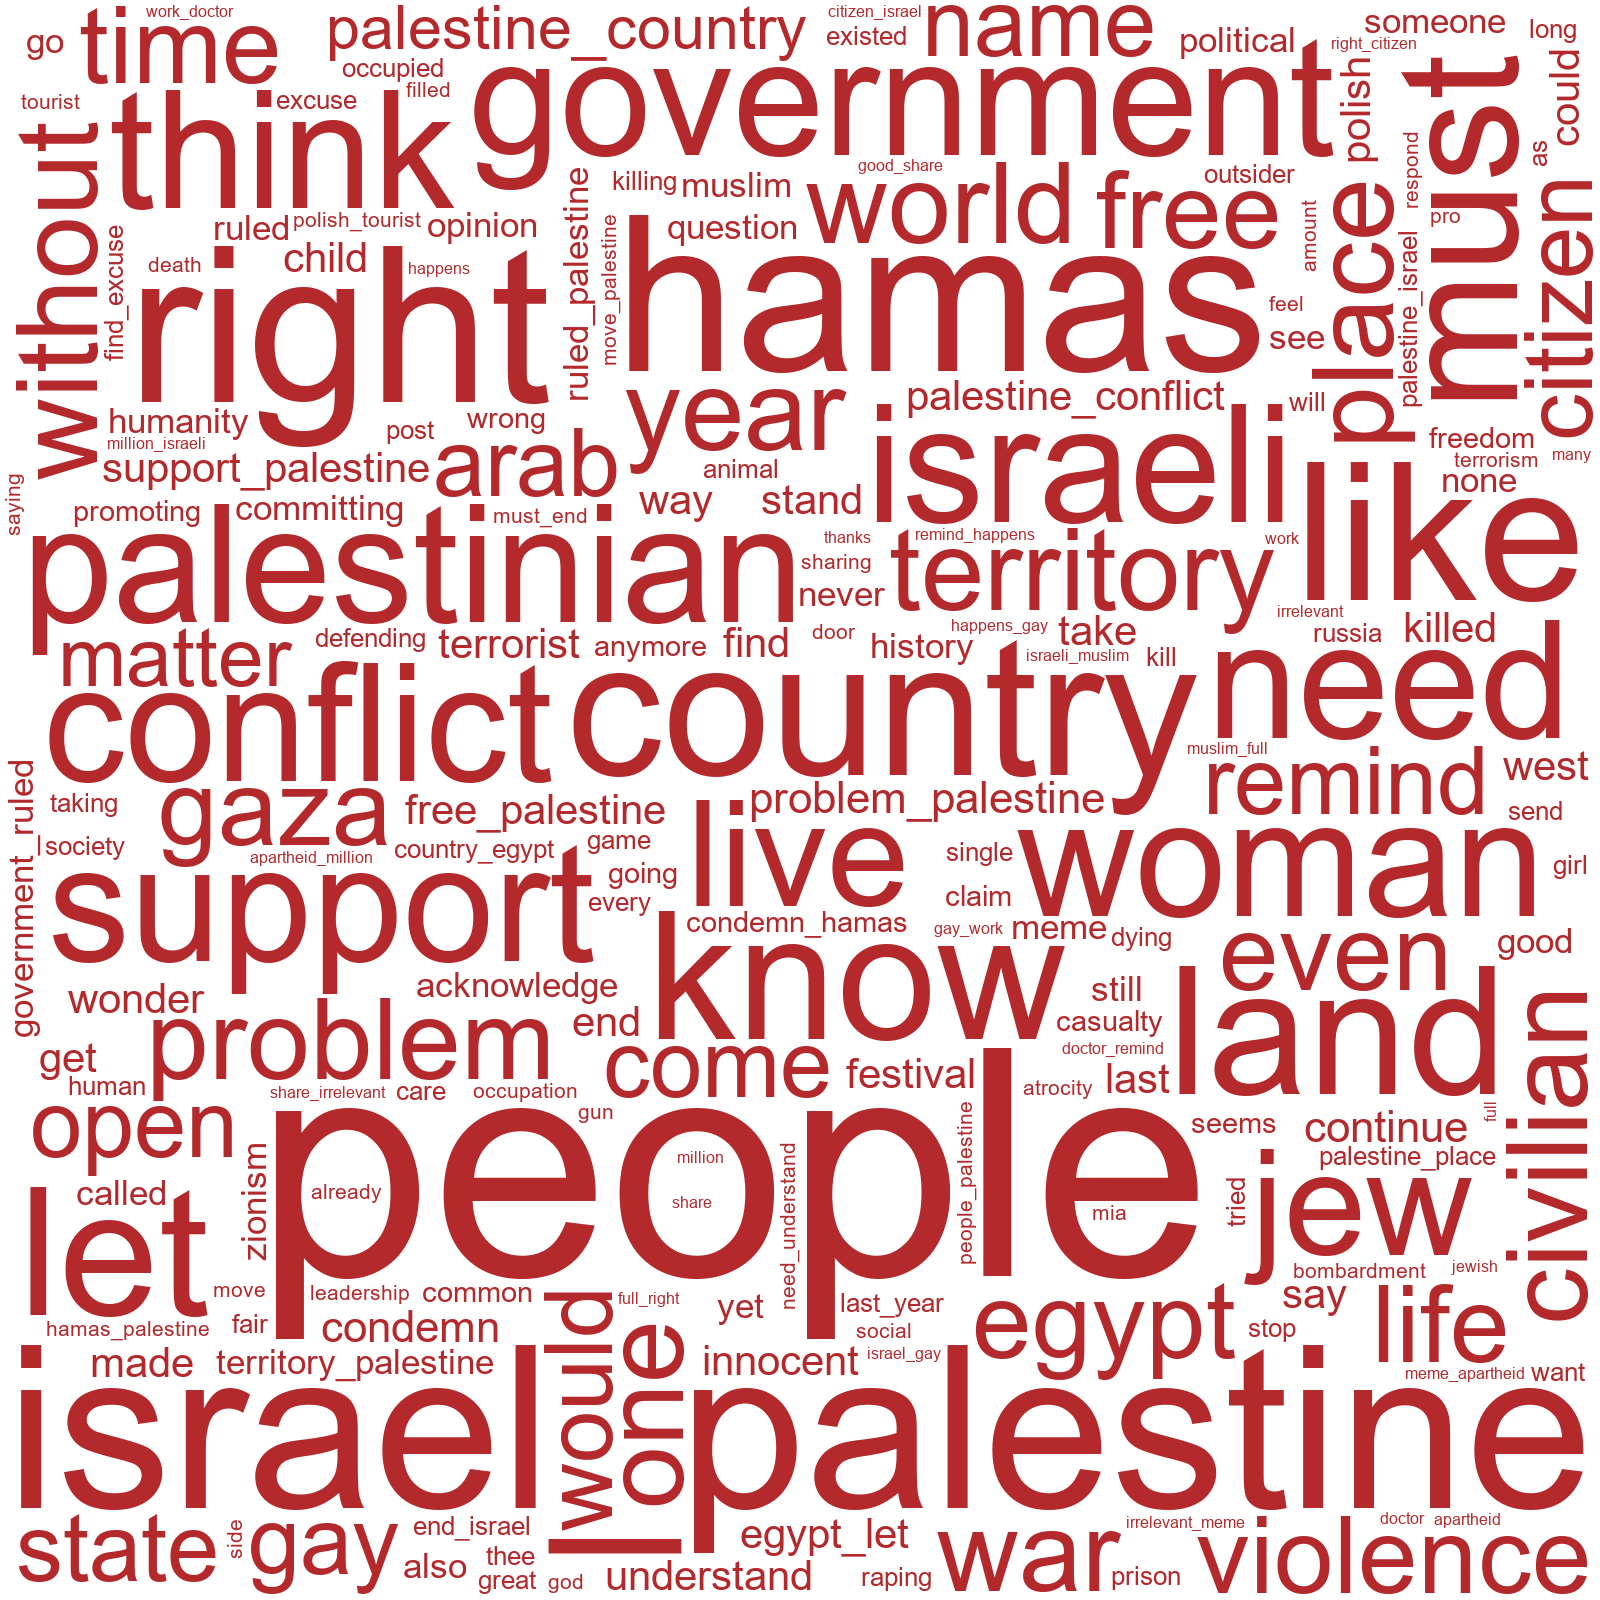 work_doctor
citizen_israel
go
time
palestine_country
existed
name
political
someone
long
right_citizen
occupied
filled
tourist
excuse
think
government
polish
must
could
as
without
good_share
killing
muslim
world
free
outsider
respond
pro
ruled
polish_tourist
opinion
ruled_palestine
move_palestine
question
amount
place
palestine_israel
citizen
find_excuse
death
child
happens
right
hamas
feel
see
humanity
million_israeli
post
wrong
year
palestine_conflict
will
freedom
terrorism
many
support_palestine
arab
animal
israeli
none
like
saying
promoting
committing
must_end
way
stand
thanks
remind_happens
work
palestinian
sharing
never
territory
irrelevant
matter
defending
terrorist
anymore
find
door
history
happens_gay
take
israeli_muslim
kill
russia
killed
conflict
country
need
muslim_full
government_ruled
taking
gaza
free_palestine
problem_palestine
remind
west
send
l
society
apartheid_million
country_egypt
game
live
single
woman
girl
support
going
every
claim
condemn_hamas
gay_work
meme
dying
even
good
know
wonder
acknowledge
still
land
civilian
problem
end
casualty
get
come
doctor_remind
human
share_irrelevant
care
occupation
festival
atrocity
last
open
gun
people
people_palestine
seems
continue
full
zionism
million
need_understand
palestine_place
called
already
share
mia
tried
jew
let
move
leadership
common
full_right
yet
last_year
bombardment
jewish
hamas_palestine
fair
condemn
would
one
social
egypt
stop
say
life
made
territory_palestine
innocent
israel_gay
meme_apartheid
want
israel
l
palestine
state
side
gay
end_israel
also
thee
great
god
understand
egypt_let
raping
war
irrelevant_meme
prison
violence
doctor
apartheid